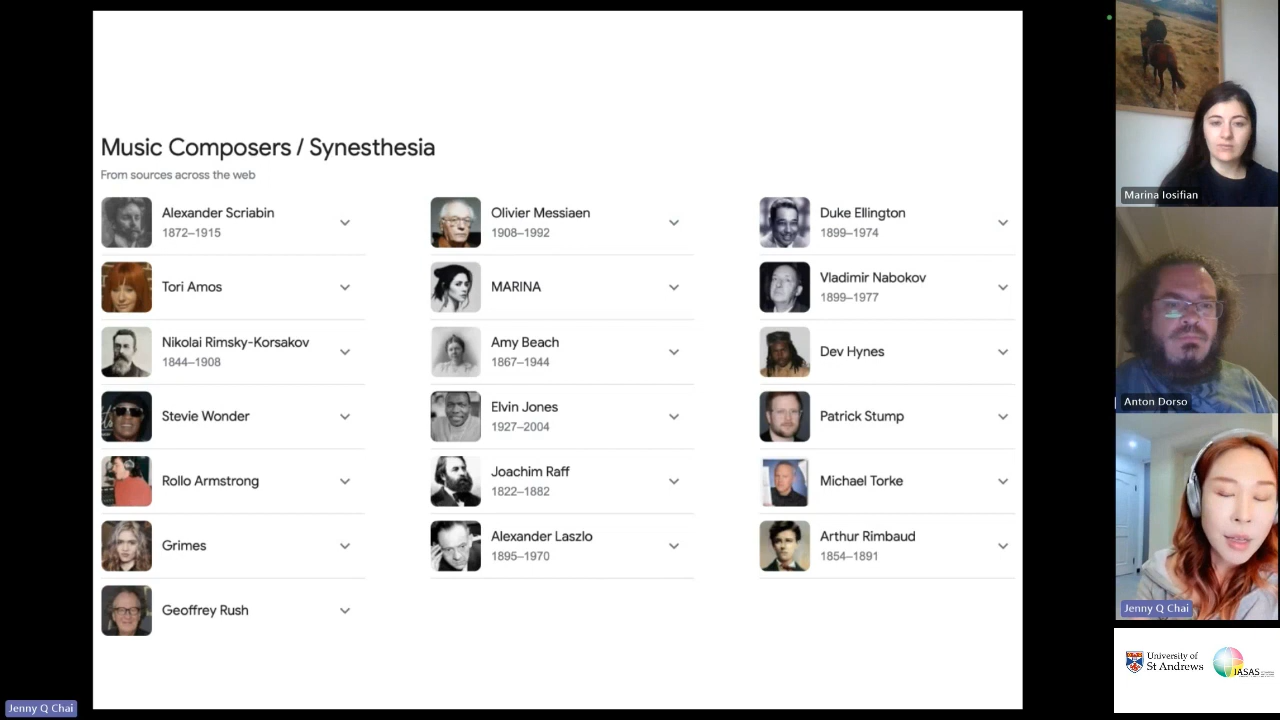 Music Composers / Synesthesia
From sources across the web
Alexander Scriabin
1872–1915
Olivier Messiaen
1908–1992
Duke Ellington
1899–1974
Tori Amos
MARINA
Vladimir Nabokov
1899–1977
Nikolai Rimsky-Korsakov
1844–1908
Amy Beach
1867–1944
Dev Hynes
Stevie Wonder
Elvin Jones
1927–2004
Patrick Stump
Rollo Armstrong
Joachim Raff
1822–1882
Michael Torke
Grimes
Alexander Laszlo
1895–1970
Arthur Rimbaud
1854–1891
Geoffrey Rush
Marina Iosifian
Anton Dorso
Jenny Q Chai
University of
St Andrews
IASAS
Jenny Q Chai